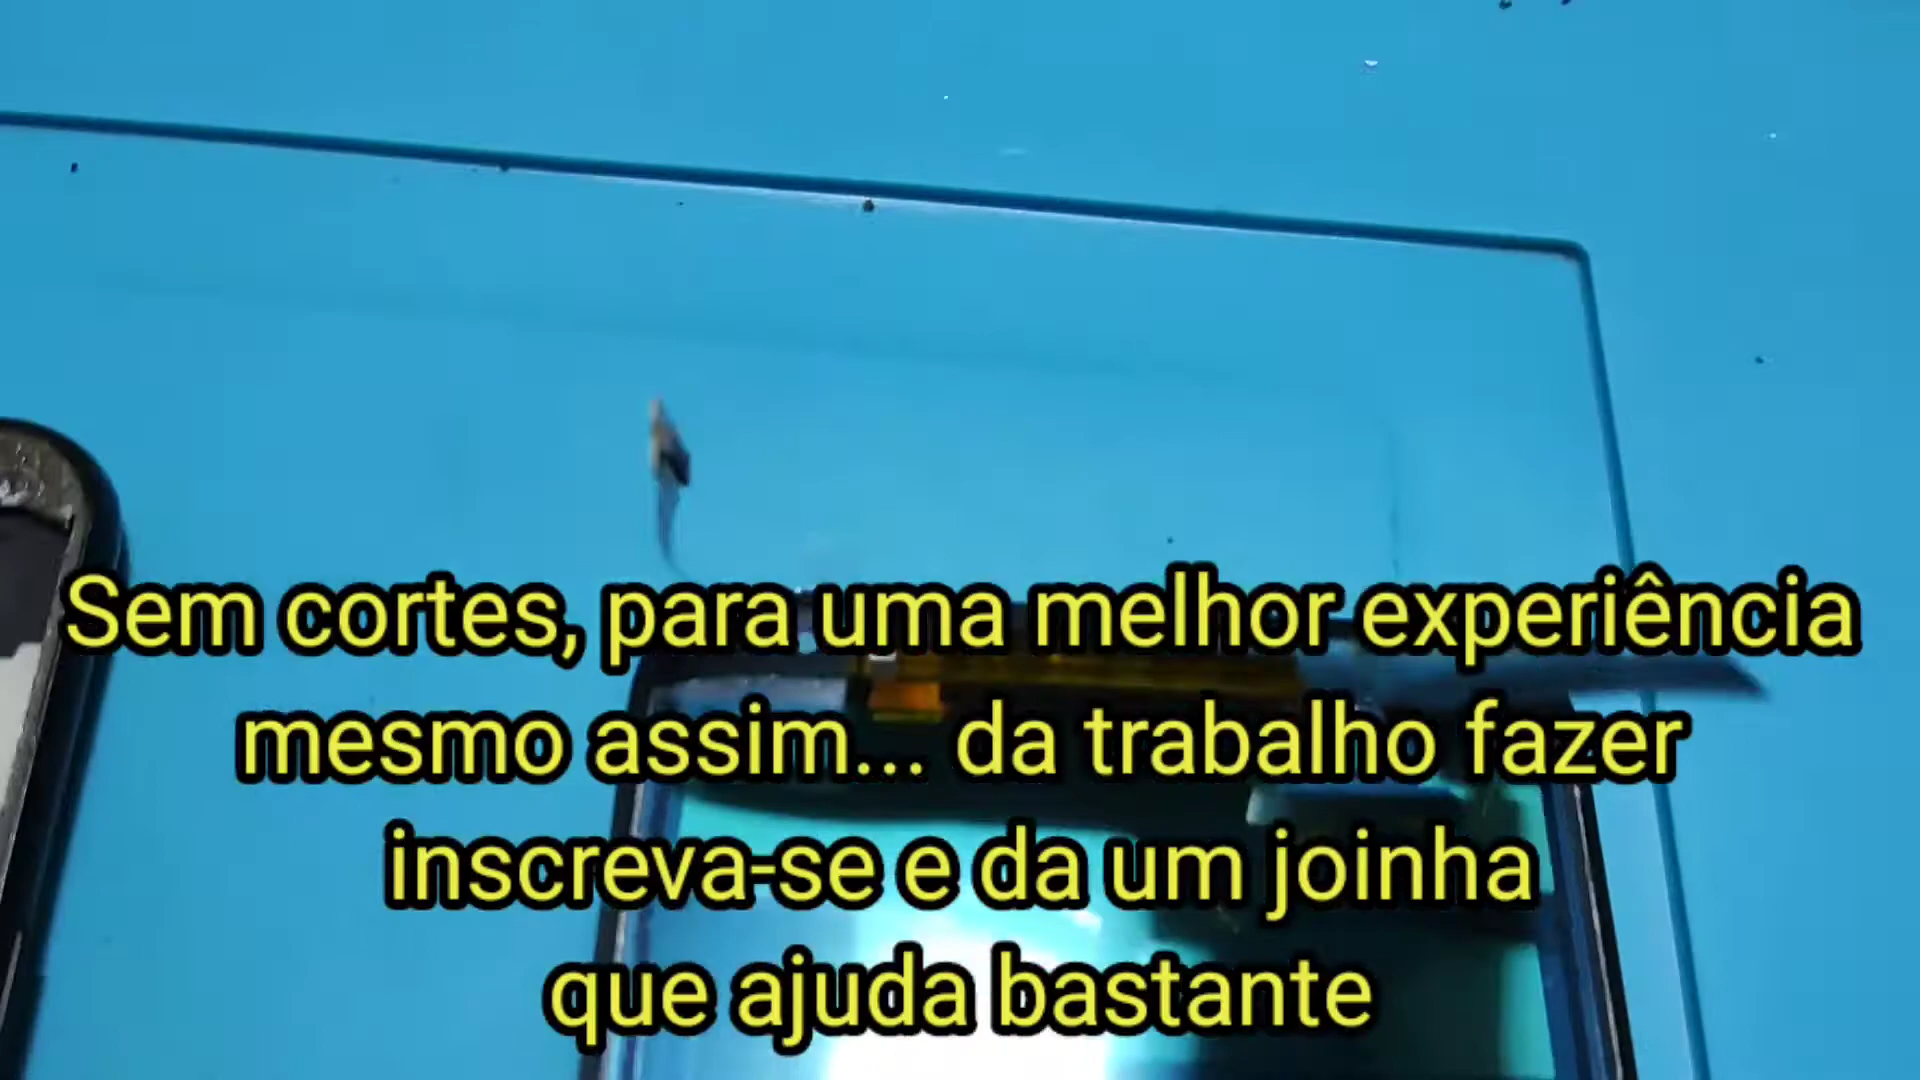 Sem cortes, para uma melhor experiência
mesmo assim... da trabalho fazer
inscreva-se e da um joinha
que ajuda bastante